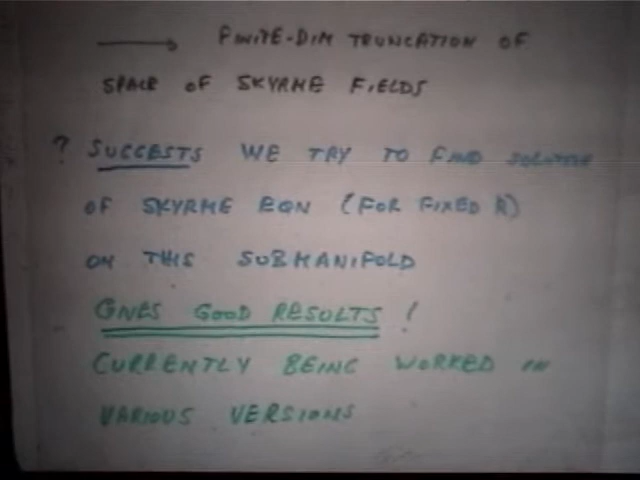 → FINITE-DIM TRUNCATION OF
SPACE OF SKYRME FIELDS
? SUGGESTS WE TRY TO FIND SOLUTION
OF SKYRME EQN (FOR FIXED R)
ON THIS SUBMANIFOLD
GIVES GOOD RESULTS !
CURRENTLY BEING WORKED IN
VARIOUS VERSIONS